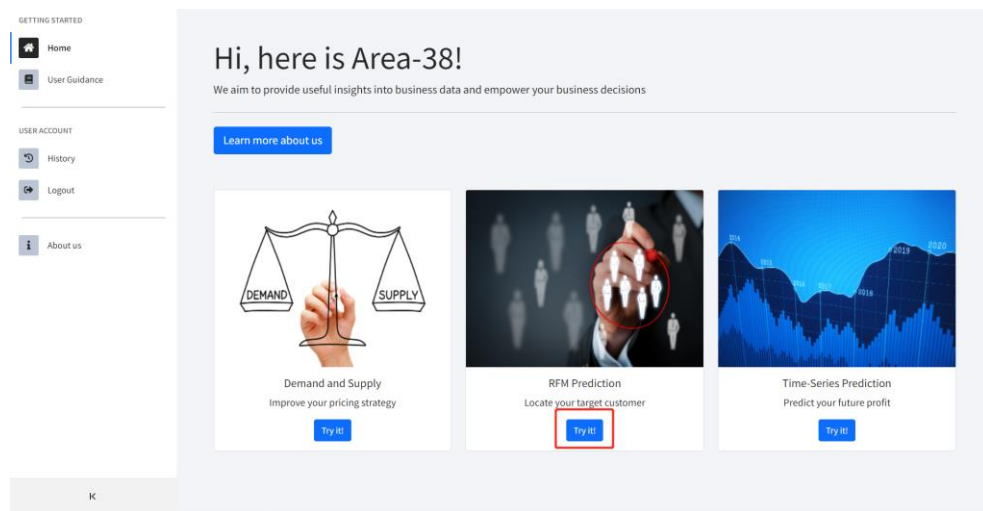 GETTING STARTED
Home
User Guidance
USER ACCOUNT
History
Logout
About us
Hi, here is Area-38!
We aim to provide useful insights into business data and empower your business decisions
Learn more about us
DEMAND
SUPPLY
Demand and Supply
Improve your pricing strategy
Try it!
RFM Prediction
Locate your target customer
Try it!
2019
2020
2018
Time-Series Prediction
Predict your future profit
Try it!